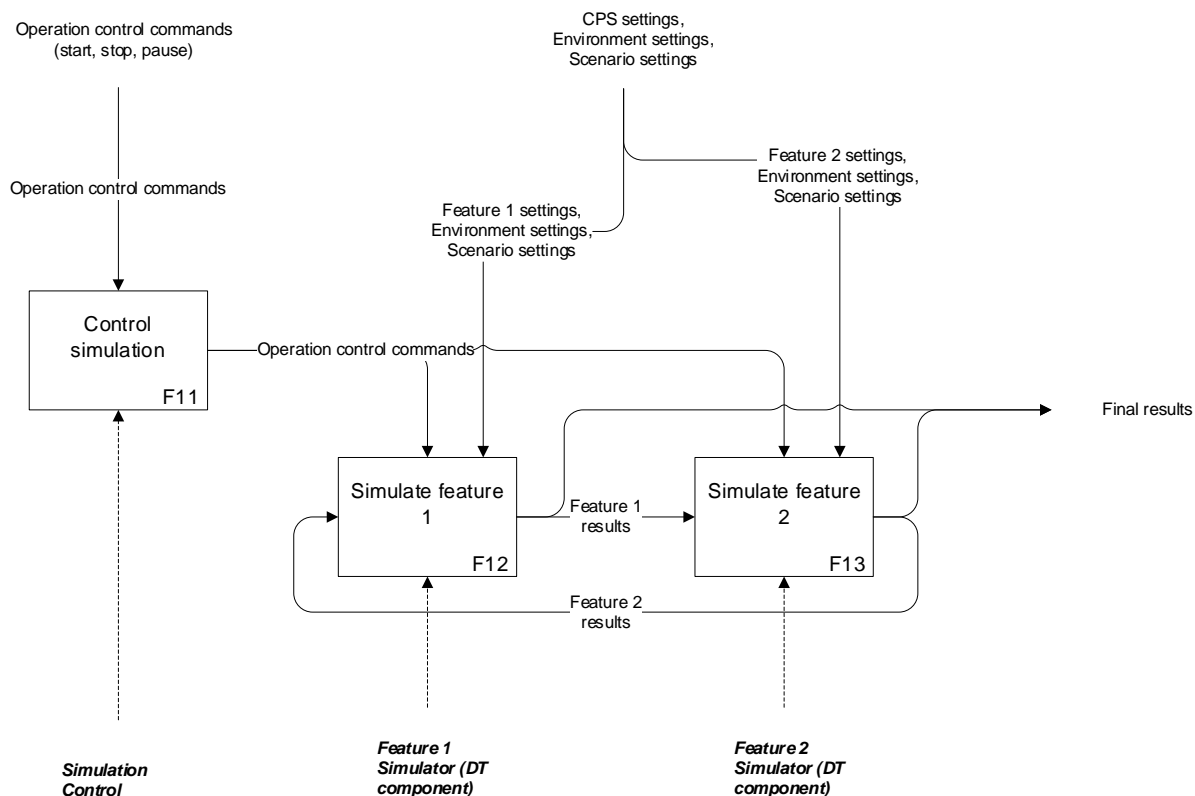 Operation control commands
(start, stop, pause)
CPS settings,
Environment settings,
Scenario settings
Operation control commands
Feature 2 settings,
Environment settings,
Scenario settings
Feature 1 settings,
Environment settings,
Scenario settings
Control
simulation
F11
Operation control commands
Final results
Simulate feature
1
F12
Feature 1
results
Simulate feature
2
F13
Feature 2
results
Simulation
Control
Feature 1
Simulator (DT
component)
Feature 2
Simulator (DT
component)